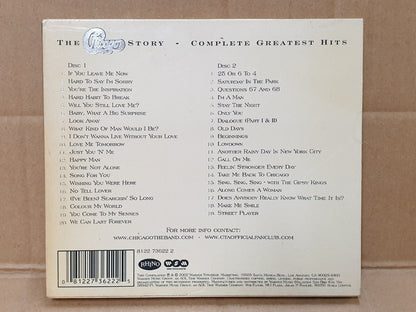 The Chicago Story - Complete Greatest Hits
Disc 1
1 If You Leave Me Now
2 Hard To Say I'm Sorry
3 You're The Inspiration
4 Hard Habit To Break
5 Will You Still Love Me?
6 Baby, What A Big Surprise
7 Look Away
8 What Kind Of Man Would I Be?
9 I Don't Wanna Live Without Your Love
10 Love Me Tomorrow
11 Just You 'N' Me
12 Happy Man
13 You're Not Alone
14 Song For You
15 Wishing You Were Here
16 No Tell Lover
17 (I've Been) Searchin' So Long
18 Colour My World
19 You Come To My Senses
20 We Can Last Forever
Disc 2
1 25 Or 6 To 4
2 Saturday In The Park
3 Questions 67 And 68
4 I'm A Man
5 Stay The Night
6 Only You
7 Dialogue (Part I & II)
8 Old Days
9 Beginnings
10 Lowdown
11 Another Rainy Day In New York City
12 Call On Me
13 Feelin' Stronger Every Day
14 Take Me Back To Chicago
15 Sing, Sing, Sing - with The Gipsy Kings
16 Along Comes A Woman
17 Does Anybody Really Know What Time It Is?
18 Make Me Smile
19 Street Player
For more info contact:
www.chicagotheband.com - www.ctaofficialfanclub.com
8122 73622 2
RHINO
WSM
0 81227 36222 5